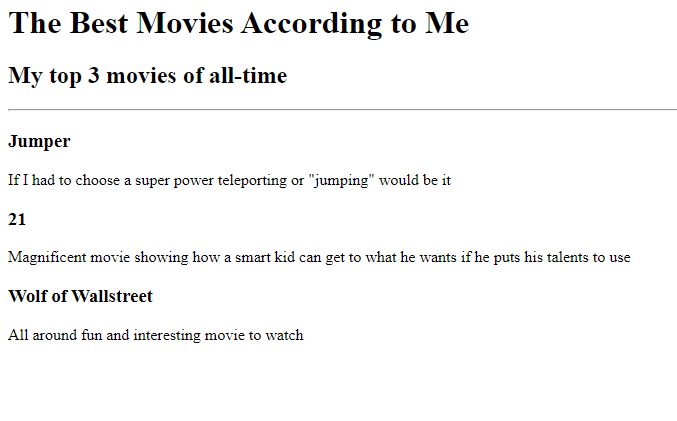 The Best Movies According to Me
My top 3 movies of all-time
Jumper
If I had to choose a super power teleporting or "jumping" would be it
21
Magnificent movie showing how a smart kid can get to what he wants if he puts his talents to use
Wolf of Wallstreet
All around fun and interesting movie to watch